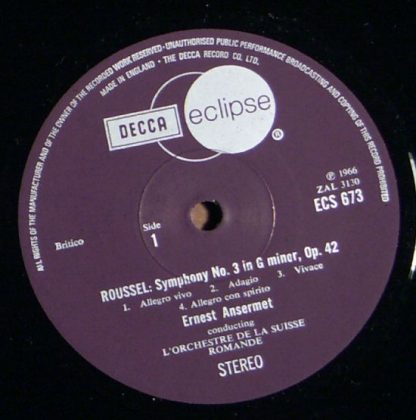 ALL RIGHTS OF THE MANUFACTURER AND OF THE OWNER OF THE RECORDED WORK RESERVED · UNAUTHORISED PUBLIC PERFORMANCE BROADCASTING AND COPYING OF THIS RECORD PROHIBITED
MADE IN ENGLAND · THE DECCA RECORD CO. LTD.
DECCA
eclipse
®
℗ 1966
ZAL 3130
ECS 673
Side
1
Britico
ROUSSEL: Symphony No. 3 in G minor, Op. 42
1. Allegro vivo 2. Adagio 3. Vivace
4. Allegro con spirito
Ernest Ansermet
conducting
L'ORCHESTRE DE LA SUISSE
ROMANDE
STEREO